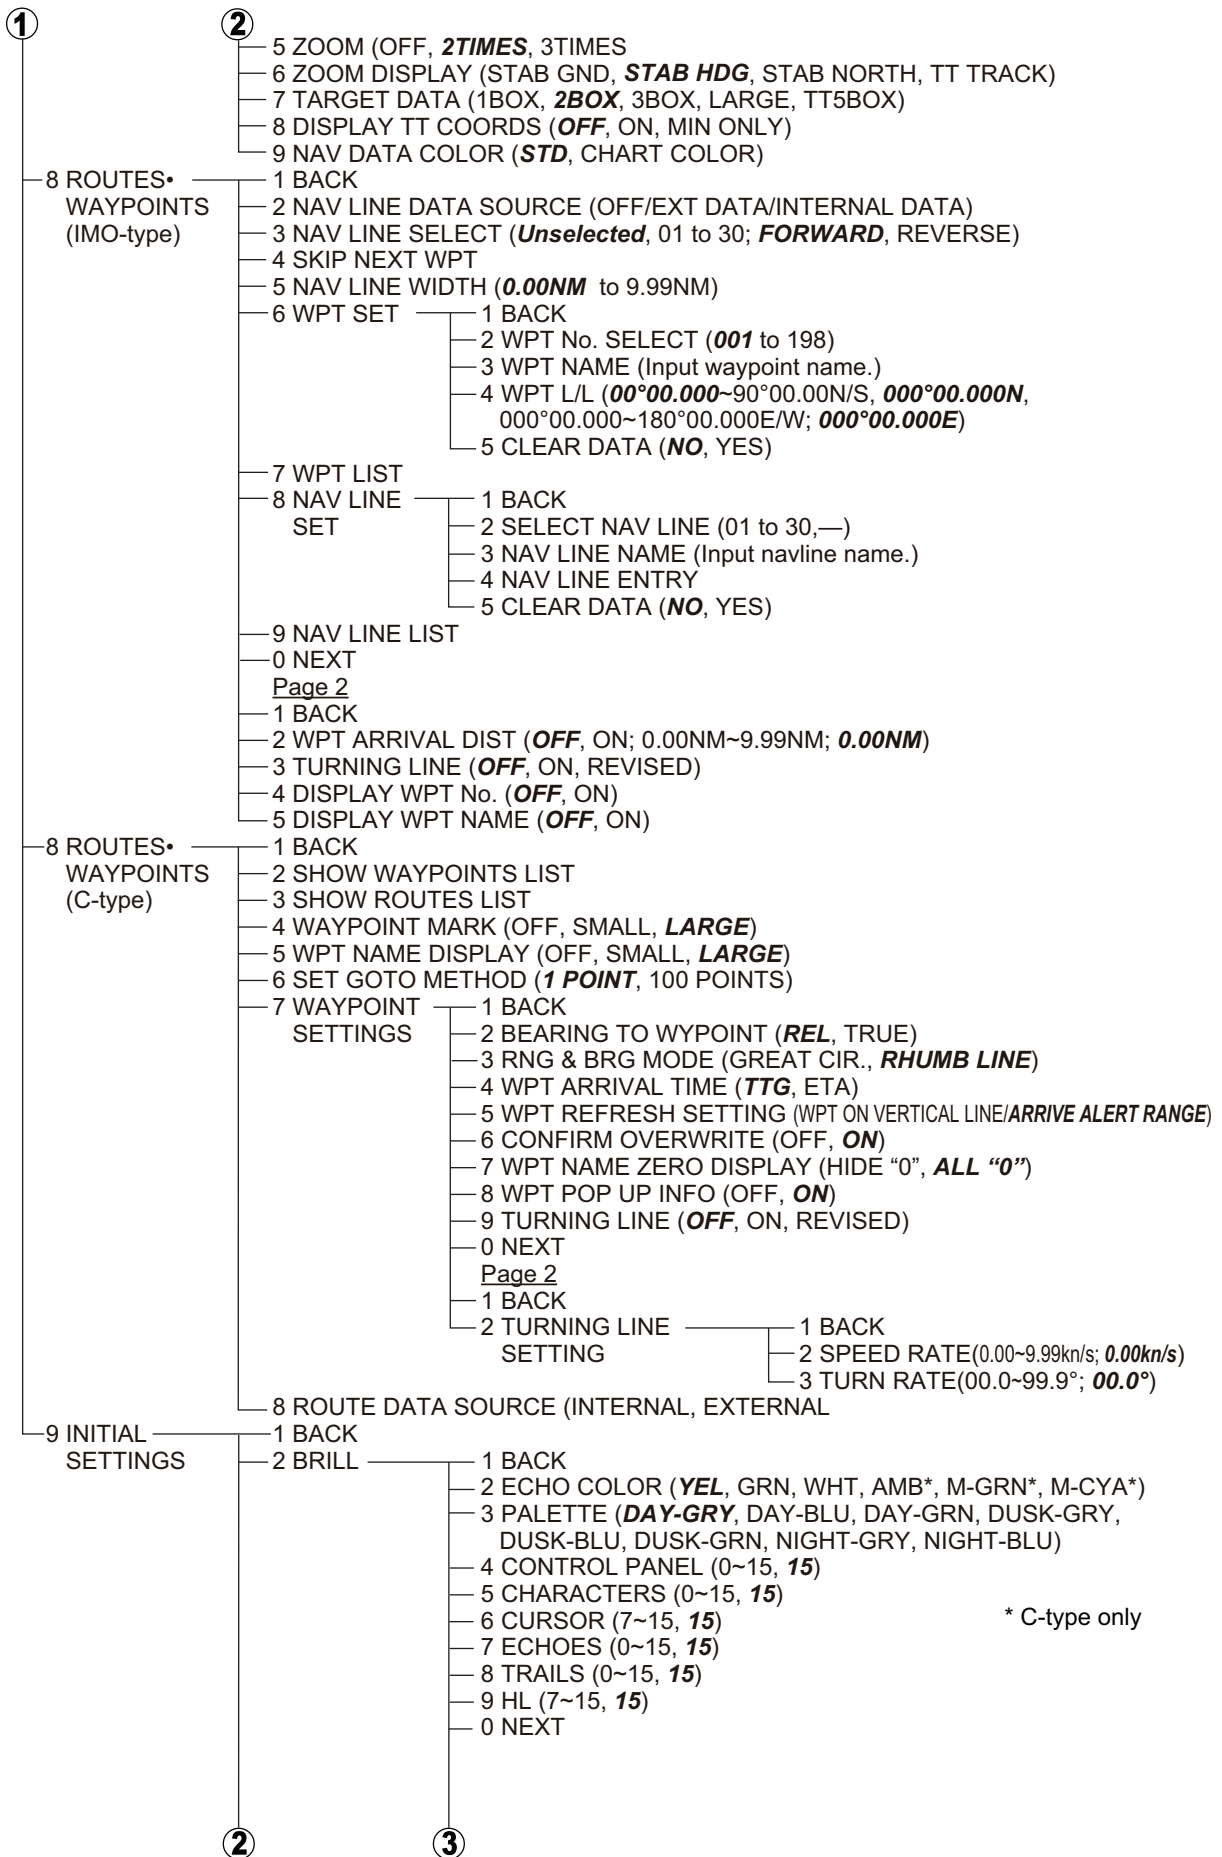 1 2
5 ZOOM (OFF, 2TIMES, 3TIMES
6 ZOOM DISPLAY (STAB GND, STAB HDG, STAB NORTH, TT TRACK)
7 TARGET DATA (1BOX, 2BOX, 3BOX, LARGE, TT5BOX)
8 DISPLAY TT COORDS (OFF, ON, MIN ONLY)
9 NAV DATA COLOR (STD, CHART COLOR)
8 ROUTES•
WAYPOINTS
(IMO-type)
1 BACK
2 NAV LINE DATA SOURCE (OFF/EXT DATA/INTERNAL DATA)
3 NAV LINE SELECT (Unselected, 01 to 30; FORWARD, REVERSE)
4 SKIP NEXT WPT
5 NAV LINE WIDTH (0.00NM to 9.99NM)
6 WPT SET
1 BACK
2 WPT No. SELECT (001 to 198)
3 WPT NAME (Input waypoint name.)
4 WPT L/L (00°00.000~90°00.00N/S, 000°00.000N,
000°00.000~180°00.000E/W; 000°00.000E)
5 CLEAR DATA (NO, YES)
7 WPT LIST
8 NAV LINE
SET
1 BACK
2 SELECT NAV LINE (01 to 30,—)
3 NAV LINE NAME (Input navline name.)
4 NAV LINE ENTRY
5 CLEAR DATA (NO, YES)
9 NAV LINE LIST
0 NEXT
Page 2
1 BACK
2 WPT ARRIVAL DIST (OFF, ON; 0.00NM~9.99NM; 0.00NM)
3 TURNING LINE (OFF, ON, REVISED)
4 DISPLAY WPT No. (OFF, ON)
5 DISPLAY WPT NAME (OFF, ON)
8 ROUTES•
WAYPOINTS
(C-type)
1 BACK
2 SHOW WAYPOINTS LIST
3 SHOW ROUTES LIST
4 WAYPOINT MARK (OFF, SMALL, LARGE)
5 WPT NAME DISPLAY (OFF, SMALL, LARGE)
6 SET GOTO METHOD (1 POINT, 100 POINTS)
7 WAYPOINT
SETTINGS
1 BACK
2 BEARING TO WYPOINT (REL, TRUE)
3 RNG & BRG MODE (GREAT CIR., RHUMB LINE)
4 WPT ARRIVAL TIME (TTG, ETA)
5 WPT REFRESH SETTING (WPT ON VERTICAL LINE/ARRIVE ALERT RANGE)
6 CONFIRM OVERWRITE (OFF, ON)
7 WPT NAME ZERO DISPLAY (HIDE “0”, ALL “0”)
8 WPT POP UP INFO (OFF, ON)
9 TURNING LINE (OFF, ON, REVISED)
0 NEXT
Page 2
1 BACK
2 TURNING LINE
SETTING
1 BACK
2 SPEED RATE(0.00~9.99kn/s; 0.00kn/s)
3 TURN RATE(00.0~99.9°; 00.0°)
8 ROUTE DATA SOURCE (INTERNAL, EXTERNAL
9 INITIAL
SETTINGS
1 BACK
2 BRILL
1 BACK
2 ECHO COLOR (YEL, GRN, WHT, AMB*, M-GRN*, M-CYA*)
3 PALETTE (DAY-GRY, DAY-BLU, DAY-GRN, DUSK-GRY,
DUSK-BLU, DUSK-GRN, NIGHT-GRY, NIGHT-BLU)
4 CONTROL PANEL (0~15, 15)
5 CHARACTERS (0~15, 15)
6 CURSOR (7~15, 15)
7 ECHOES (0~15, 15)
8 TRAILS (0~15, 15)
9 HL (7~15, 15)
0 NEXT
* C-type only
2 3